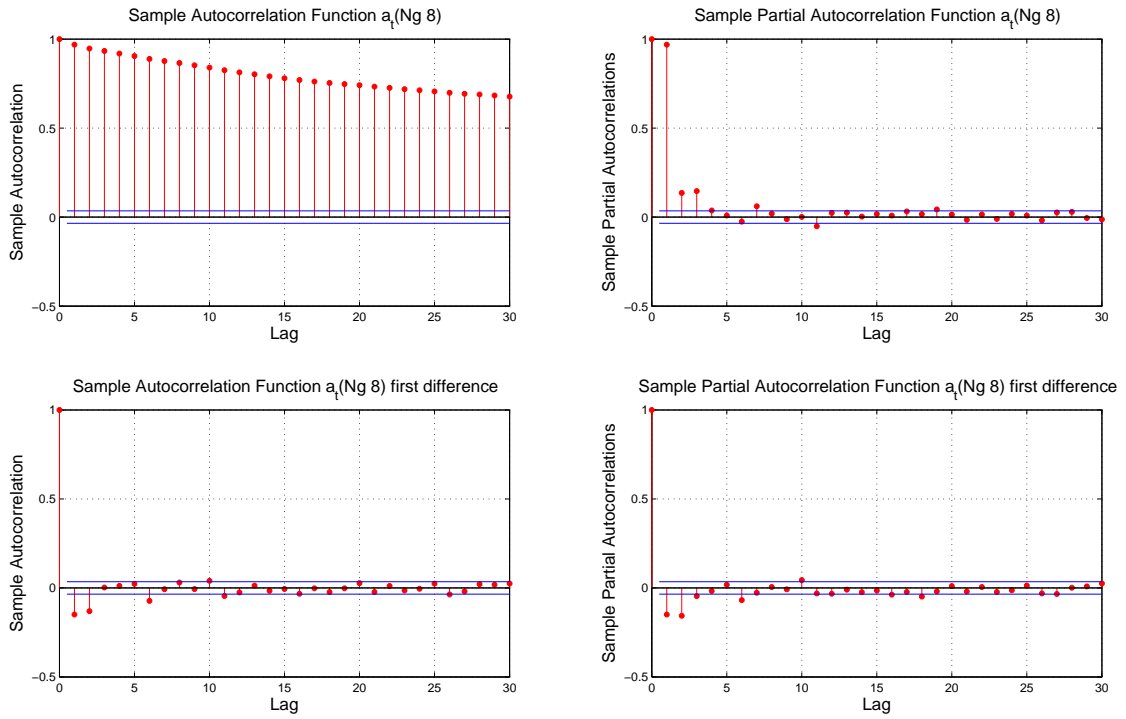 Sample Autocorrelation Function a_t(Ng 8)
Sample Autocorrelation
1
0.5
0
−0.5
0 5 10 15 20 25 30
Lag
Sample Partial Autocorrelation Function a_t(Ng 8)
Sample Partial Autocorrelations
1
0.5
0
−0.5
0 5 10 15 20 25 30
Lag
Sample Autocorrelation Function a_t(Ng 8) first difference
Sample Autocorrelation
1
0.5
0
−0.5
0 5 10 15 20 25 30
Lag
Sample Partial Autocorrelation Function a_t(Ng 8) first difference
Sample Partial Autocorrelations
1
0.5
0
−0.5
0 5 10 15 20 25 30
Lag